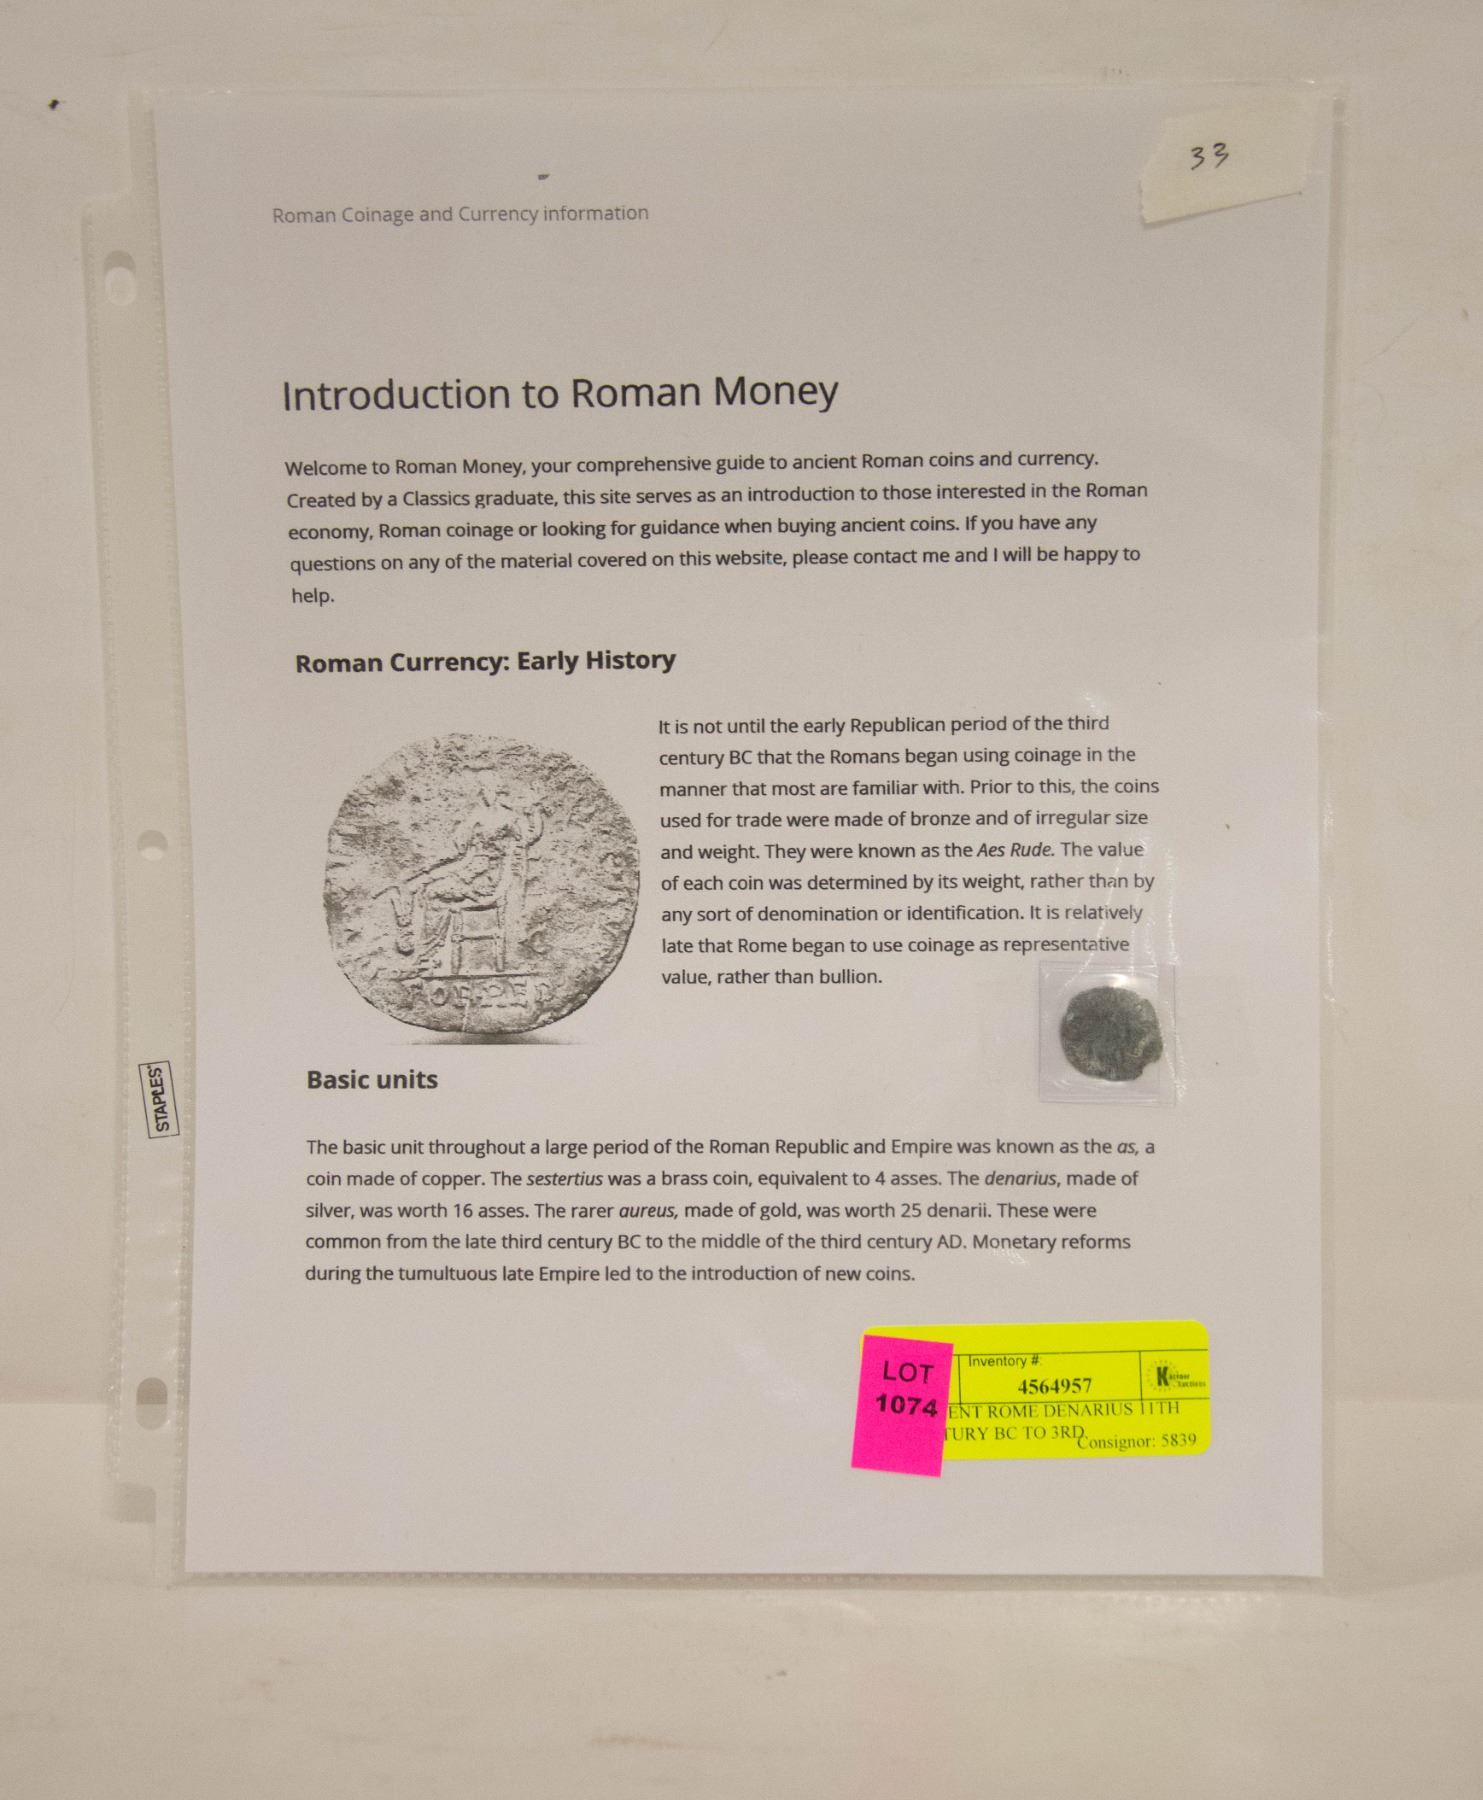 33
Roman Coinage and Currency information
Introduction to Roman Money
Welcome to Roman Money, your comprehensive guide to ancient Roman coins and currency.
Created by a Classics graduate, this site serves as an introduction to those interested in the Roman
economy, Roman coinage or looking for guidance when buying ancient coins. If you have any
questions on any of the material covered on this website, please contact me and I will be happy to
help.
Roman Currency: Early History
It is not until the early Republican period of the third
century BC that the Romans began using coinage in the
manner that most are familiar with. Prior to this, the coins
used for trade were made of bronze and of irregular size
and weight. They were known as the Aes Rude. The value
of each coin was determined by its weight, rather than by
any sort of denomination or identification. It is relatively
late that Rome began to use coinage as representative
value, rather than bullion.
STAPLES
Basic units
The basic unit throughout a large period of the Roman Republic and Empire was known as the as, a
coin made of copper. The sestertius was a brass coin, equivalent to 4 asses. The denarius, made of
silver, was worth 16 asses. The rarer aureus, made of gold, was worth 25 denarii. These were
common from the late third century BC to the middle of the third century AD. Monetary reforms
during the tumultuous late Empire led to the introduction of new coins.
LOT
1074
Inventory #:
4564957
ENT ROME DENARIUS 11TH
TURY BC TO 3RD
Consignor: 5839